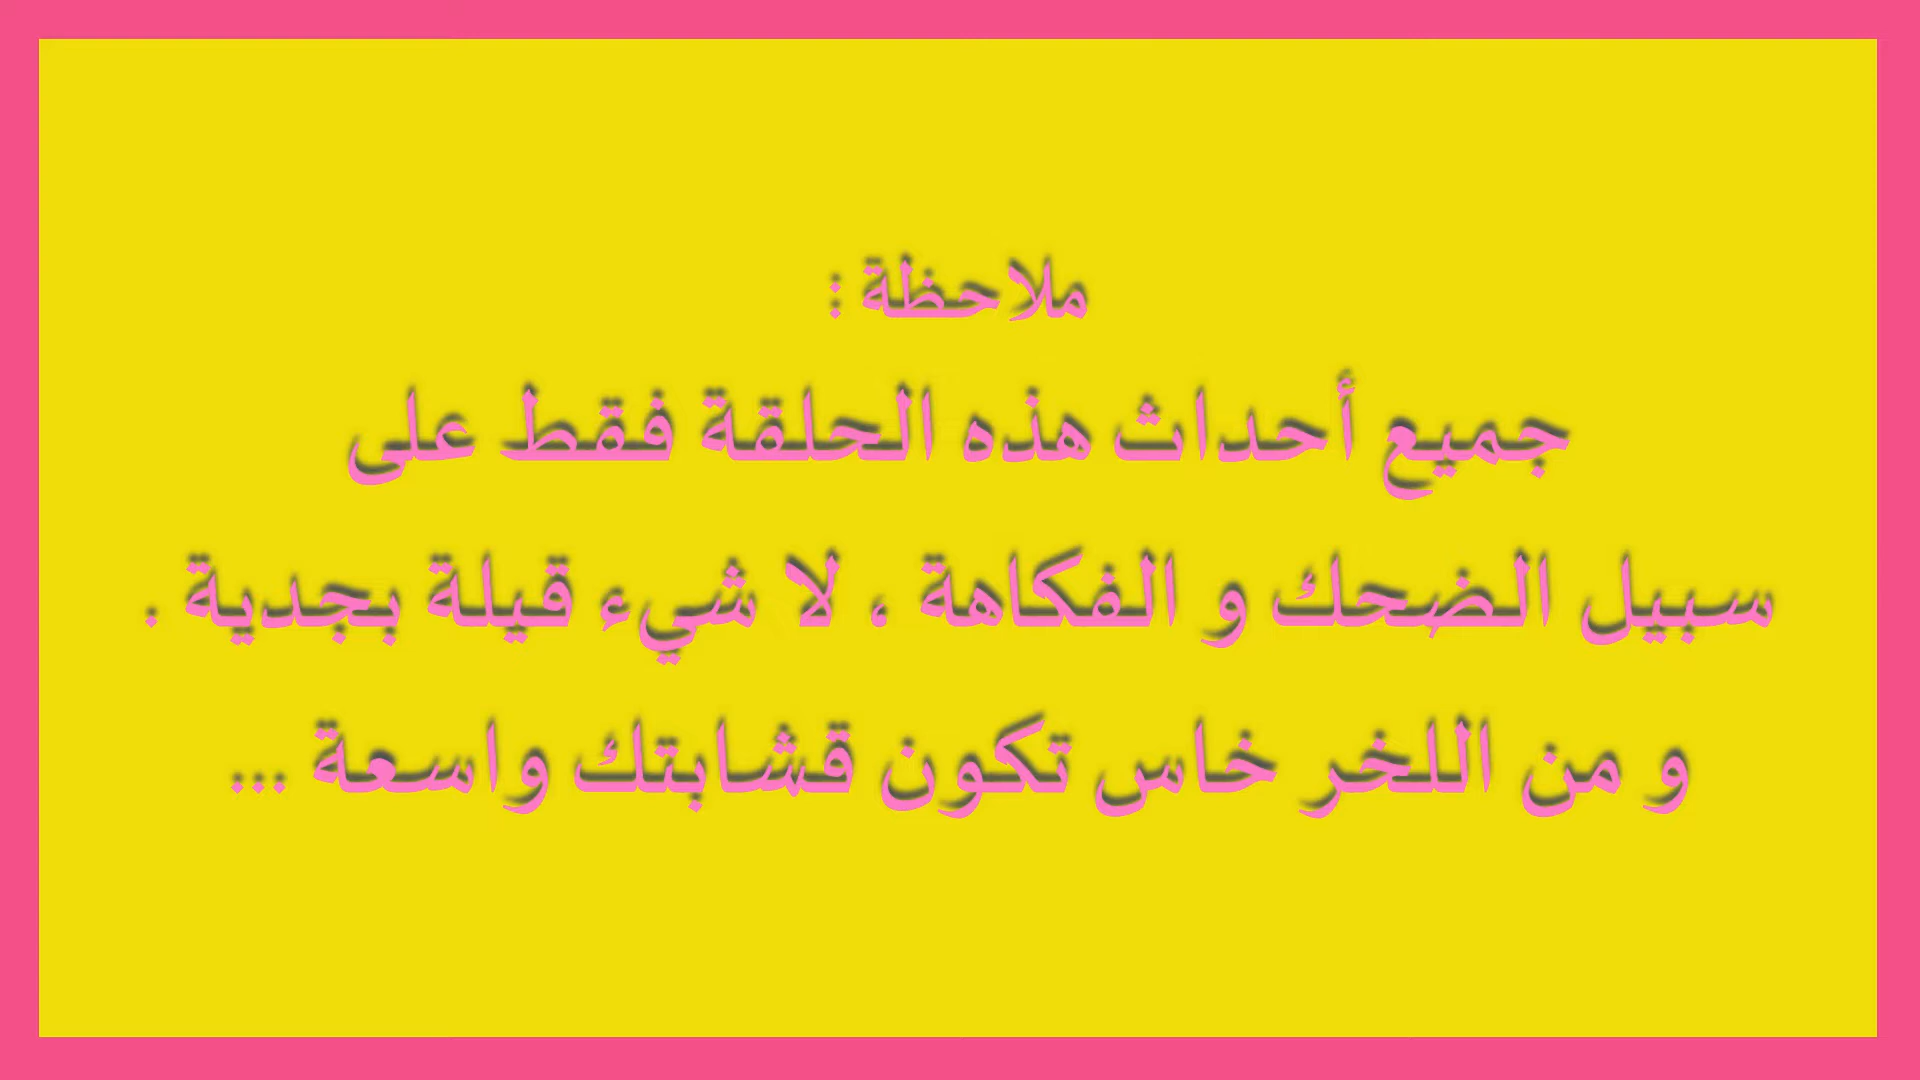 ملاحظة :
جميع أحداث هذه الحلقة فقط على
سبيل الضحك و الفكاهة ، لا شيء قيلة بجدية .
و من اللخر خاس تكون قشابتك واسعة ...